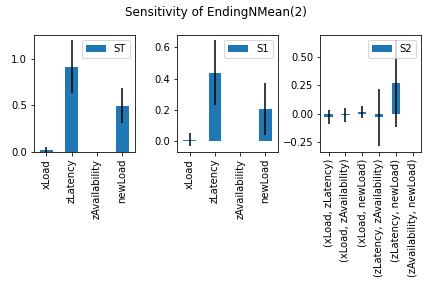 Sensitivity of EndingNMean(2)
ST
1.0
0.5
0.0
xLoad
zLatency
zAvailability
newLoad
S1
0.6
0.4
0.2
0.0
xLoad
zLatency
zAvailability
newLoad
S2
0.50
0.25
0.00
−0.25
(xLoad, zLatency)
(xLoad, zAvailability)
(xLoad, newLoad)
(zLatency, zAvailability)
(zLatency, newLoad)
(zAvailability, newLoad)